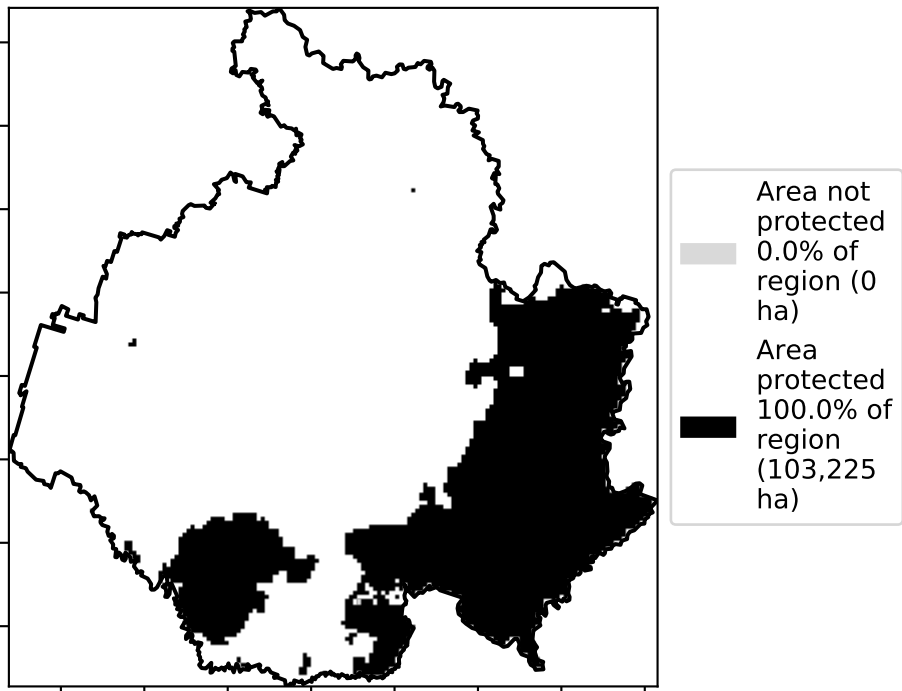 Area not
protected
0.0% of
region (0
ha)
Area
protected
100.0% of
region
(103,225
ha)